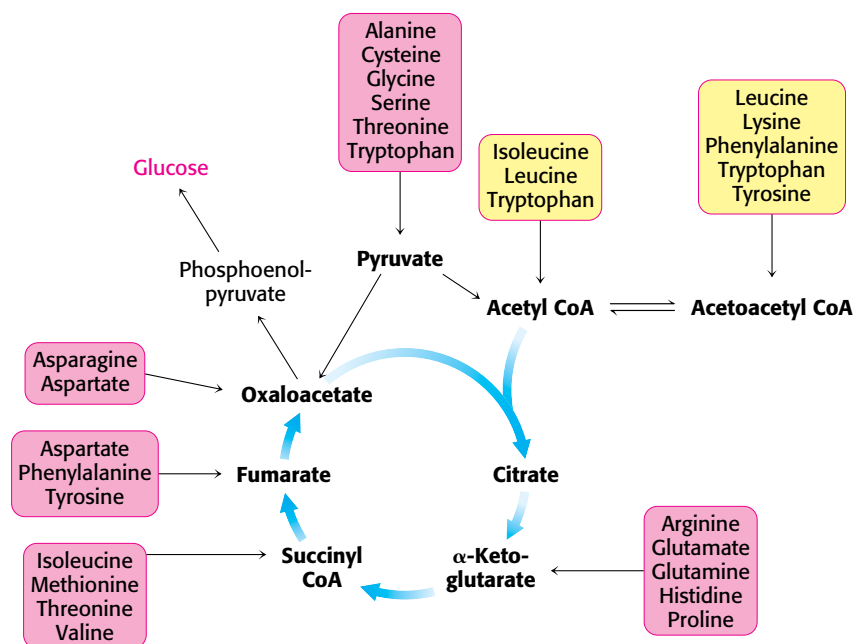 Alanine
Cysteine
Glycine
Serine
Threonine
Tryptophan
Isoleucine
Leucine
Tryptophan
Leucine
Lysine
Phenylalanine
Tryptophan
Tyrosine
Glucose
Phosphoenol-
pyruvate
Pyruvate
Acetyl CoA
Acetoacetyl CoA
Asparagine
Aspartate
Oxaloacetate
Aspartate
Phenylalanine
Tyrosine
Fumarate
Citrate
Isoleucine
Methionine
Threonine
Valine
Succinyl
CoA
α-Keto-
glutarate
Arginine
Glutamate
Glutamine
Histidine
Proline